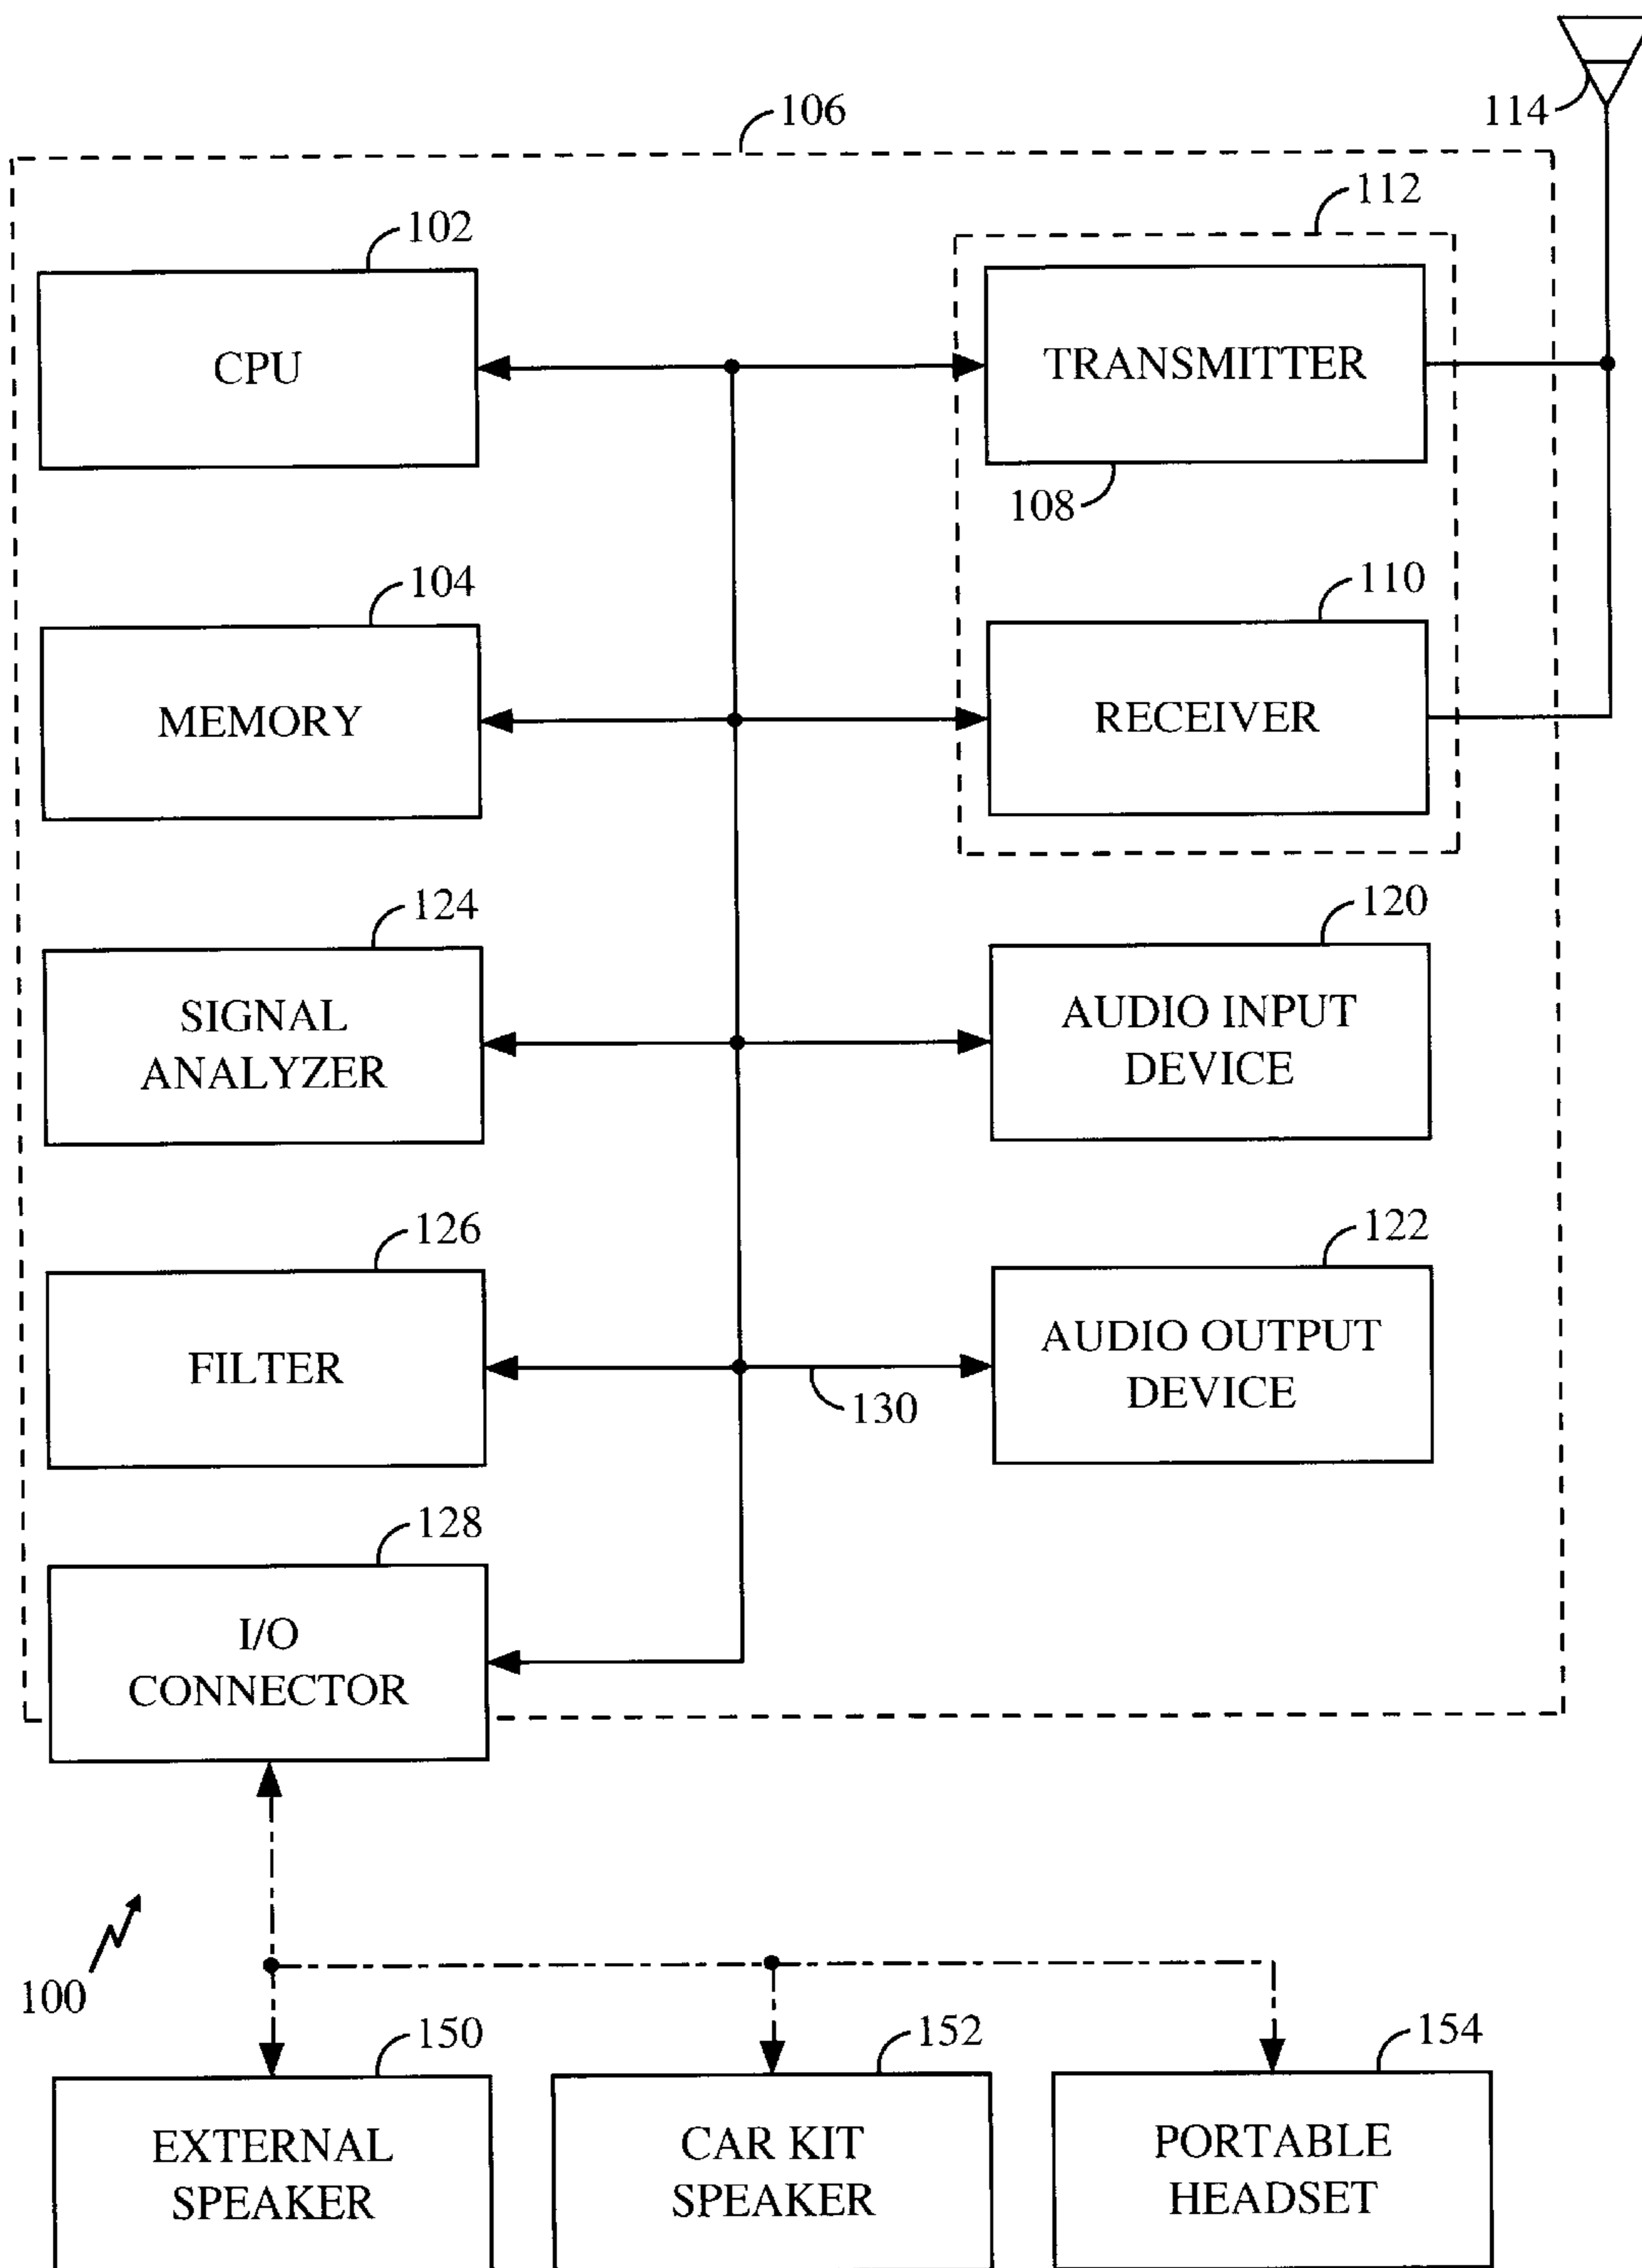 114
106
112
102
CPU
TRANSMITTER
108
104
110
MEMORY
RECEIVER
124
120
SIGNAL
ANALYZER
AUDIO INPUT
DEVICE
126
122
FILTER
AUDIO OUTPUT
DEVICE
130
128
I/O
CONNECTOR
100
150
152
154
EXTERNAL
SPEAKER
CAR KIT
SPEAKER
PORTABLE
HEADSET